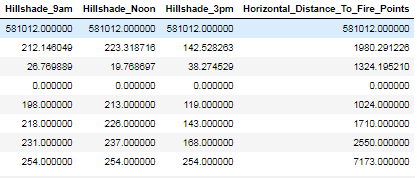 Hillshade_9am Hillshade_Noon Hillshade_3pm Horizontal_Distance_To_Fire_Points
581012.000000 581012.000000 581012.000000 581012.000000
212.146049 223.318716 142.528263 1980.291226
26.769889 19.768697 38.274529 1324.195210
0.000000 0.000000 0.000000 0.000000
198.000000 213.000000 119.000000 1024.000000
218.000000 226.000000 143.000000 1710.000000
231.000000 237.000000 168.000000 2550.000000
254.000000 254.000000 254.000000 7173.000000